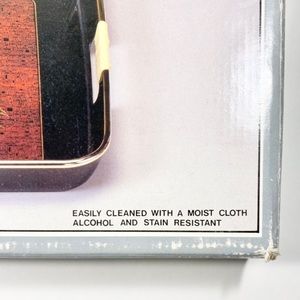 EASILY CLEANED WITH A MOIST CLOTH
ALCOHOL AND STAIN RESISTANT